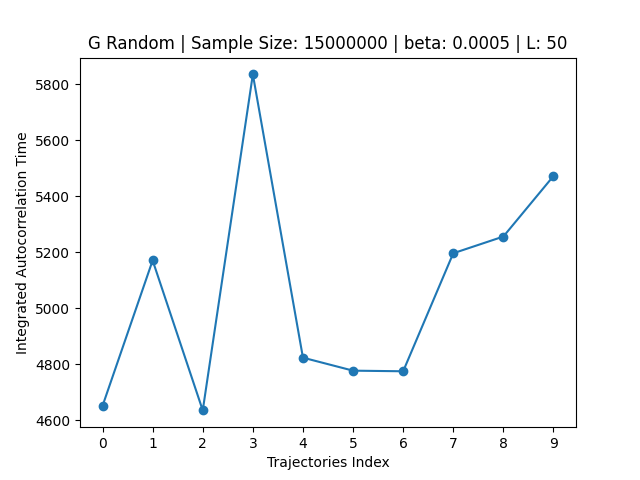 G Random | Sample Size: 15000000 | beta: 0.0005 | L: 50
Integrated Autocorrelation Time
5800
5600
5400
5200
5000
4800
4600
0 1 2 3 4 5 6 7 8 9
Trajectories Index